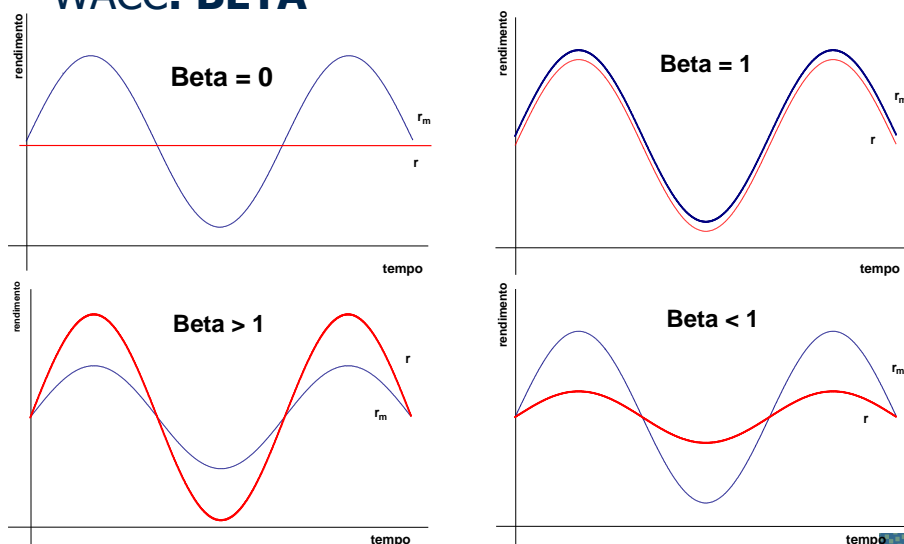 WACC: BETA
rendimento
Beta = 0
rm
r
tempo
rendimento
Beta = 1
rm
r
tempo
rendimento
Beta > 1
r
rm
tempo
rendimento
Beta < 1
rm
r
tempo